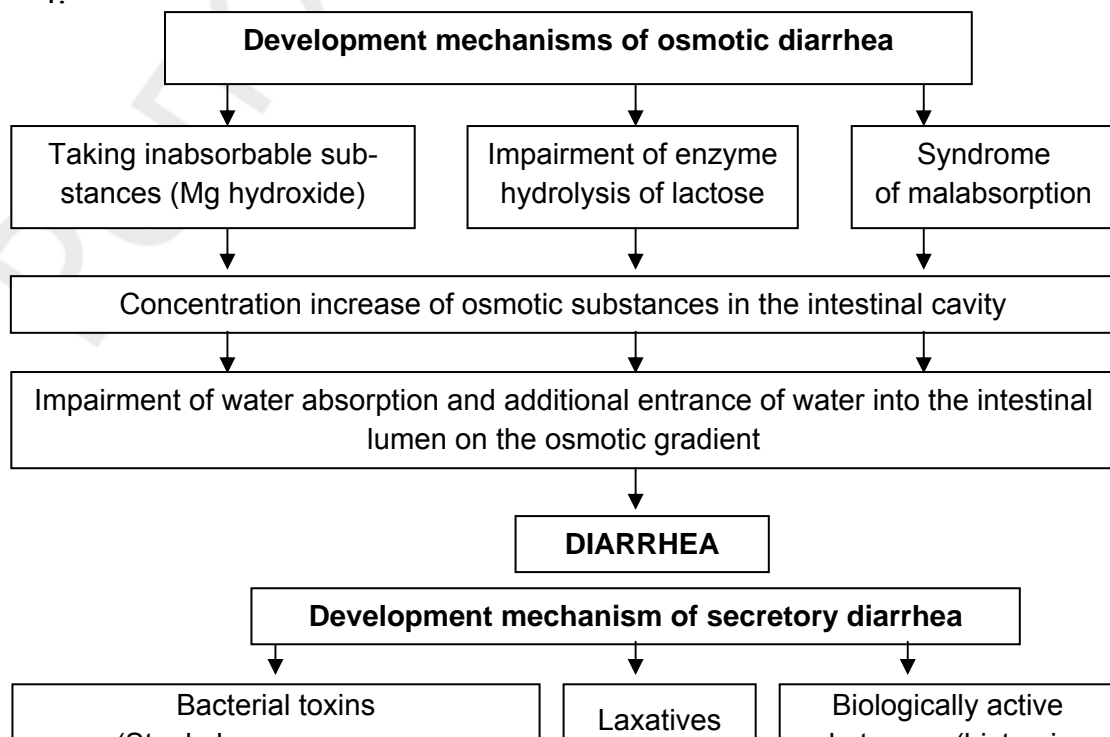 Development mechanisms of osmotic diarrhea
Taking inabsorbable sub-
stances (Mg hydroxide)
Impairment of enzyme
hydrolysis of lactose
Syndrome
of malabsorption
Concentration increase of osmotic substances in the intestinal cavity
Impairment of water absorption and additional entrance of water into the intestinal
lumen on the osmotic gradient
DIARRHEA
Development mechanism of secretory diarrhea
Bacterial toxins
Laxatives
Biologically active